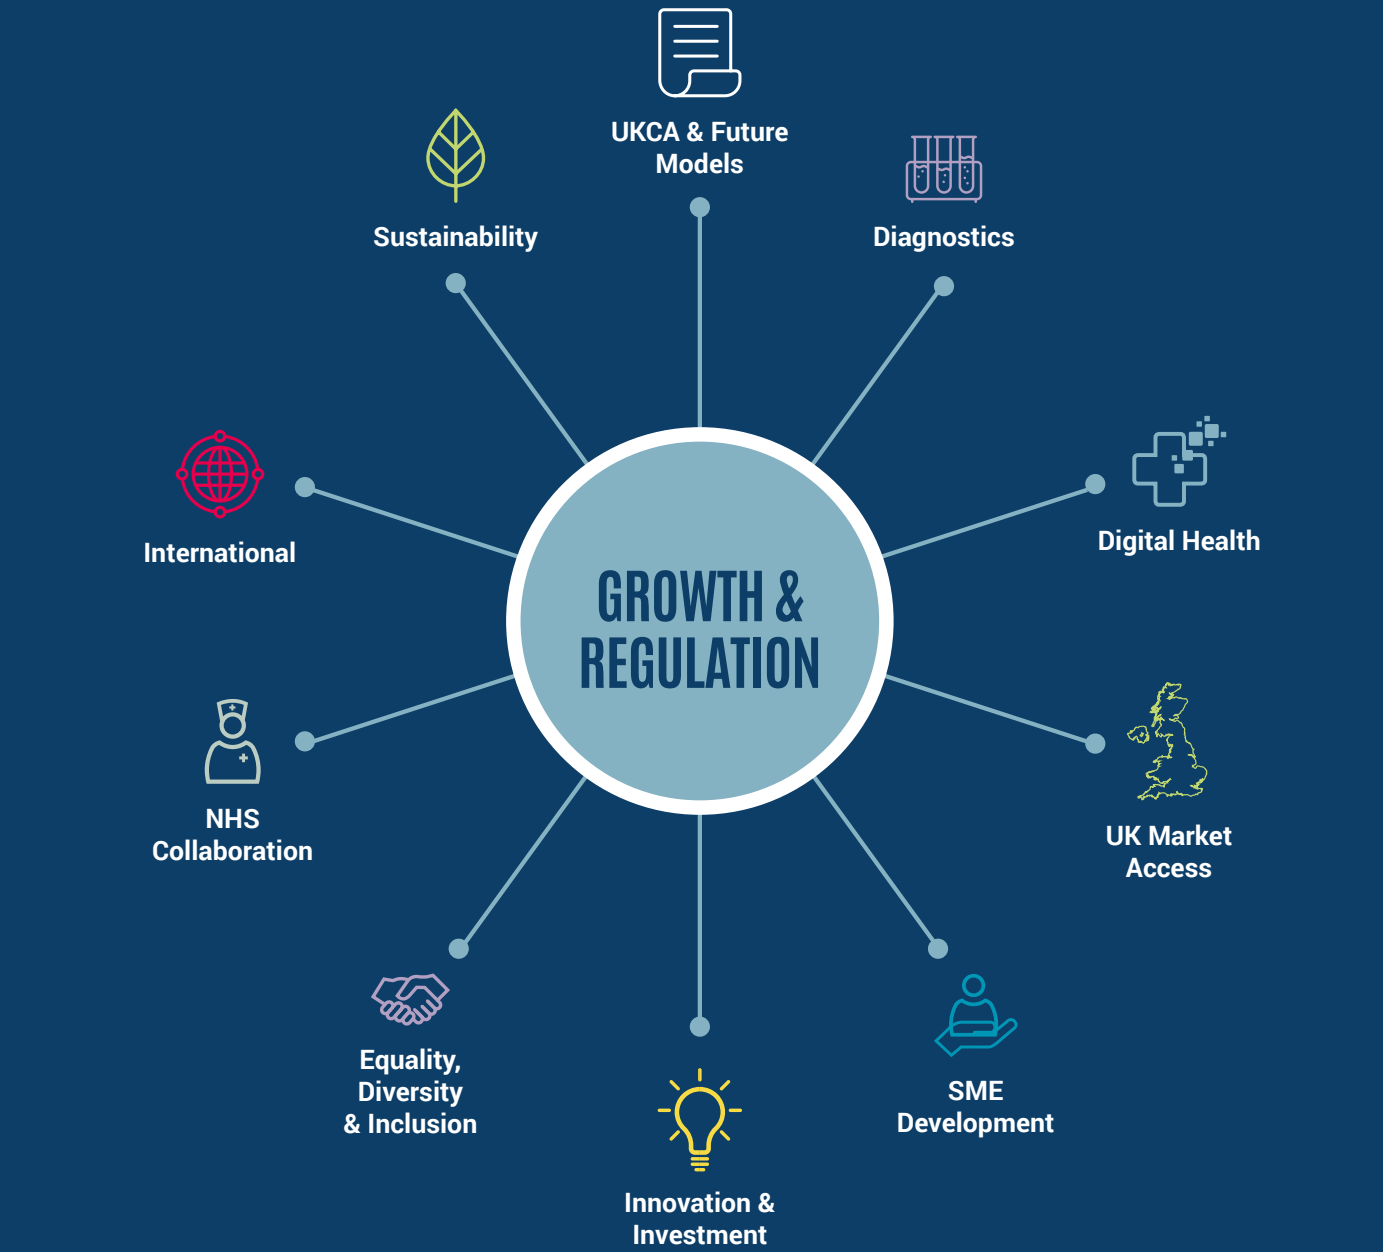 UKCA & Future
Models
Sustainability
Diagnostics
International
Digital Health
GROWTH &
REGULATION
NHS
Collaboration
UK Market
Access
Equality,
Diversity
& Inclusion
SME
Development
Innovation &
Investment